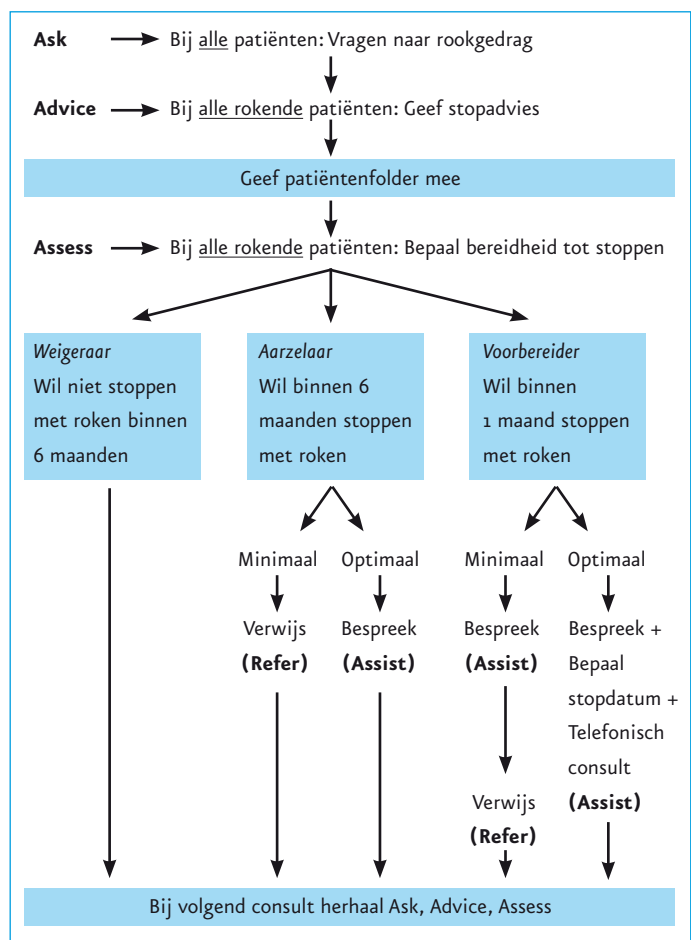 Ask Bij alle patiënten: Vragen naar rookgedrag
Advice Bij alle rokende patiënten: Geef stopadvies
Geef patiëntenfolder mee
Assess Bij alle rokende patiënten: Bepaal bereidheid tot stoppen
Weigeraar
Wil niet stoppen
met roken binnen
6 maanden
Aarzelaar
Wil binnen 6
maanden stoppen
met roken
Voorbereider
Wil binnen
1 maand stoppen
met roken
Minimaal
Verwijs
(Refer)
Optimaal
Bespreek
(Assist)
Minimaal
Bespreek
(Assist)
Verwijs
(Refer)
Optimaal
Bespreek +
Bepaal
stopdatum +
Telefonisch
consult
(Assist)
Bij volgend consult herhaal Ask, Advice, Assess